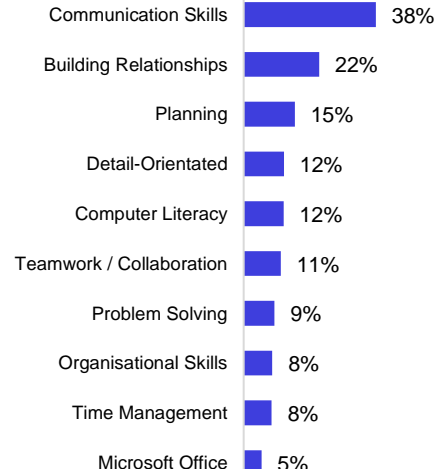 Communication Skills 38%
Building Relationships 22%
Planning 15%
Detail-Orientated 12%
Computer Literacy 12%
Teamwork / Collaboration 11%
Problem Solving 9%
Organisational Skills 8%
Time Management 8%
Microsoft Office 5%